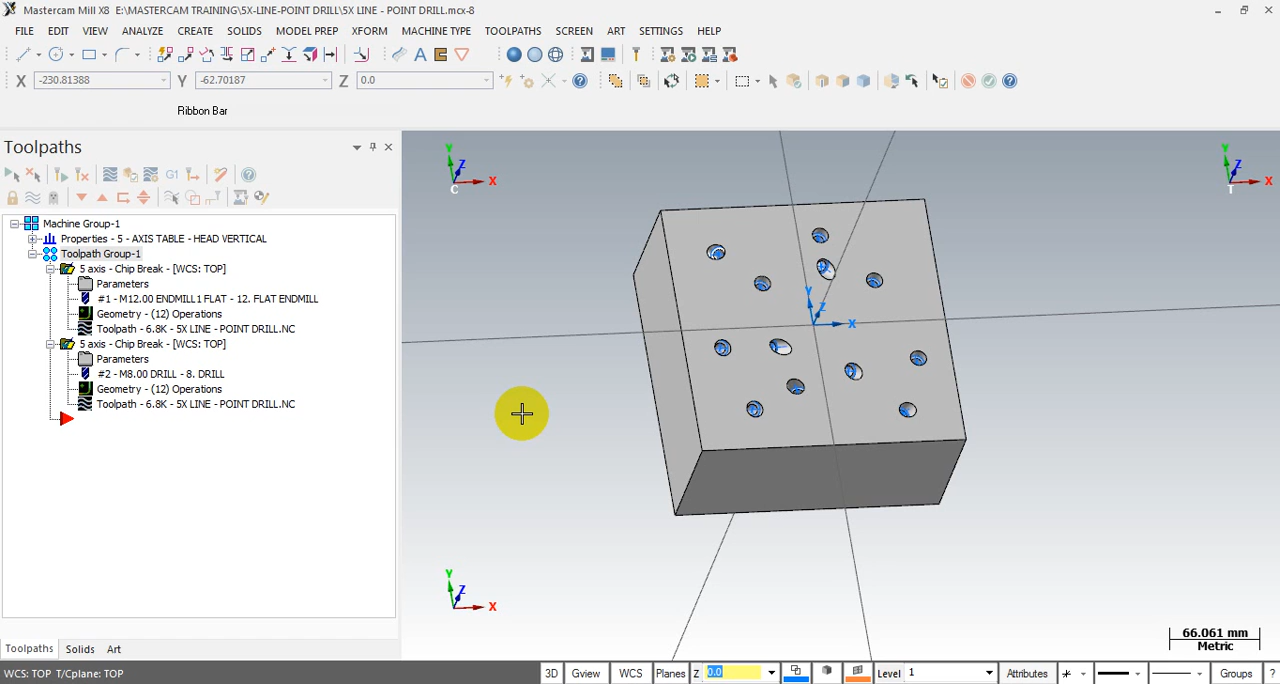 Mastercam Mill X8 E:\MASTERCAM TRAINING\5X-LINE-POINT DRILL\5X LINE - POINT DRILL.mcx-8
FILE EDIT VIEW ANALYZE CREATE SOLIDS MODEL PREP XFORM MACHINE TYPE TOOLPATHS SCREEN ART SETTINGS HELP
X -230.81388 Y -62.70187 Z 0.0
Ribbon Bar
Toolpaths
G1
Machine Group-1
Properties - 5 - AXIS TABLE - HEAD VERTICAL
Toolpath Group-1
5 axis - Chip Break - [WCS: TOP]
Parameters
#1 - M12.00 ENDMILL1 FLAT - 12. FLAT ENDMILL
Geometry - (12) Operations
Toolpath - 6.8K - 5X LINE - POINT DRILL.NC
5 axis - Chip Break - [WCS: TOP]
Parameters
#2 - M8.00 DRILL - 8. DRILL
Geometry - (12) Operations
Toolpath - 6.8K - 5X LINE - POINT DRILL.NC
Y Z X C
Y Z X T
Y Z X
Y Z X
66.061 mm
Metric
Toolpaths Solids Art
WCS: TOP T/Cplane: TOP 3D Gview WCS Planes Z 0.0 Level 1 Attributes Groups ?